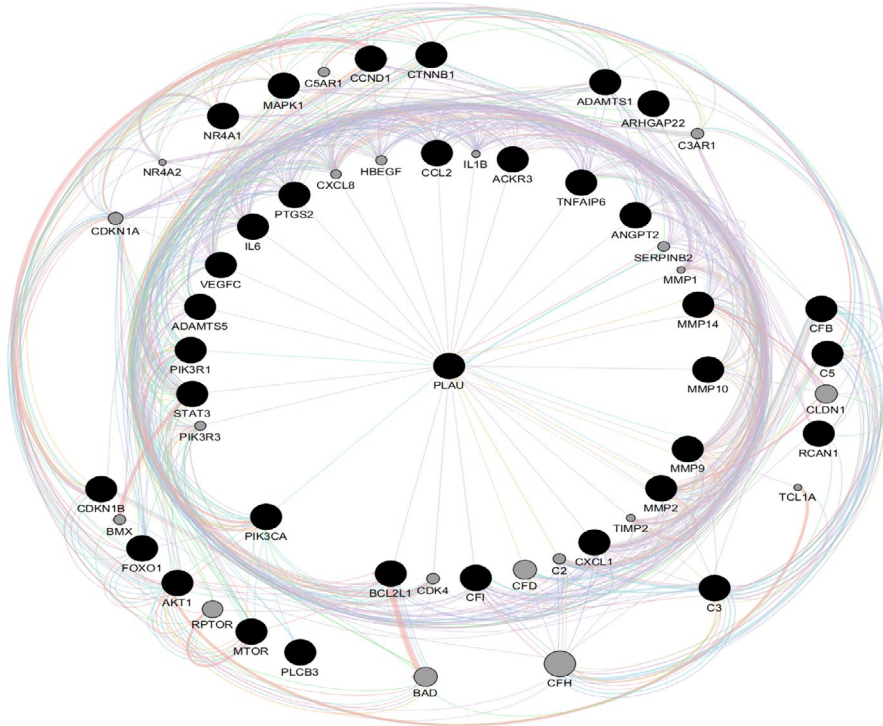 CTNNB1
CCND1
C5AR1
MAPK1
ADAMTS1
ARHGAP22
NR4A1
C3AR1
NR4A2
CXCL8
HBEGF
CCL2
IL1B
ACKR3
TNFAIP6
PTGS2
CDKN1A
IL6
ANGPT2
SERPINB2
VEGFC
MMP1
ADAMTS5
MMP14
CFB
PIK3R1
C5
PLAU
MMP10
STAT3
CLDN1
PIK3R3
RCAN1
MMP9
CDKN1B
MMP2
TCL1A
BMX
PIK3CA
TIMP2
FOXO1
CXCL1
AKT1
BCL2L1
CDK4
CFI
CFD
C2
C3
RPTOR
MTOR
PLCB3
BAD
CFH